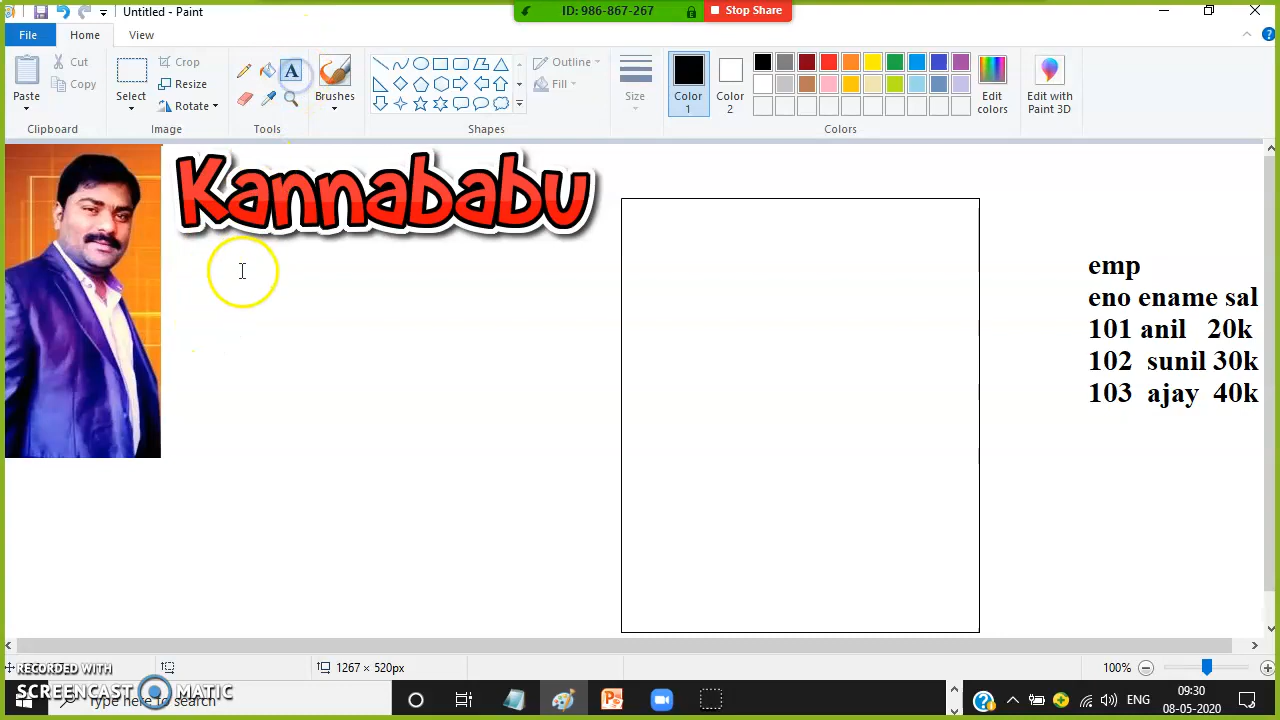 ID: 986-867-267 Stop Share
Untitled - Paint
File Home View
Paste Cut Copy Clipboard
Select Crop Resize Rotate Image
A Tools
Brushes
Outline Fill Shapes
Size
Color 1 Color 2 Edit colors Colors
Edit with Paint 3D
Kannababu
emp
eno ename sal
101 anil 20k
102 sunil 30k
103 ajay 40k
1267 × 520px 100%
RECORDED WITH
SCREENCAST MATIC
Type here to search
ENG 09:30
08-05-2020